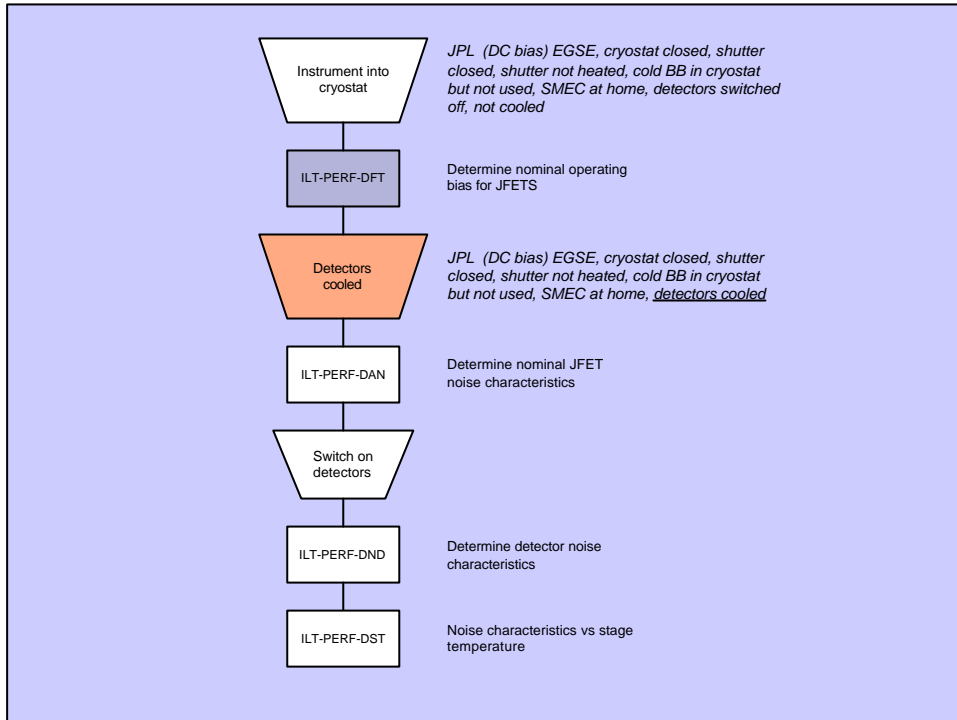 Instrument into
cryostat
JPL (DC bias) EGSE, cryostat closed, shutter
closed, shutter not heated, cold BB in cryostat
but not used, SMEC at home, detectors switched
off, not cooled
ILT-PERF-DFT
Determine nominal operating
bias for JFETS
Detectors
cooled
JPL (DC bias) EGSE, cryostat closed, shutter
closed, shutter not heated, cold BB in cryostat
but not used, SMEC at home, detectors cooled
ILT-PERF-DAN
Determine nominal JFET
noise characteristics
Switch on
detectors
ILT-PERF-DND
Determine detector noise
characteristics
ILT-PERF-DST
Noise characteristics vs stage
temperature